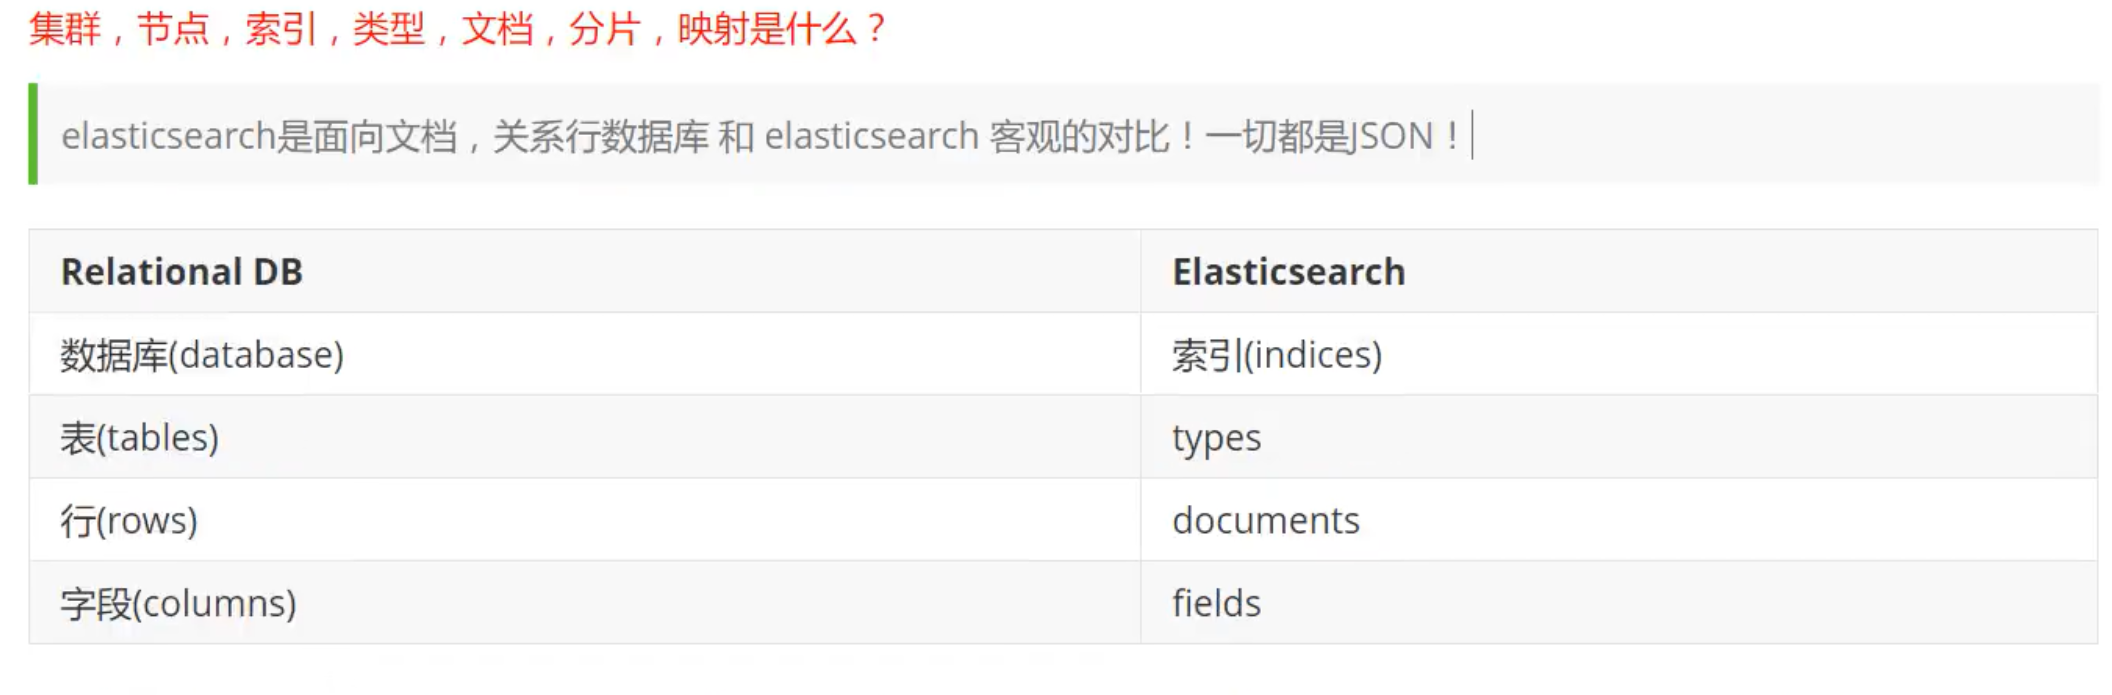 集群，节点，索引，类型，文档，分片，映射是什么？
elasticsearch是面向文档，关系行数据库 和 elasticsearch 客观的对比！一切都是JSON！
Relational DB Elasticsearch
数据库(database) 索引(indices)
表(tables) types
行(rows) documents
字段(columns) fields